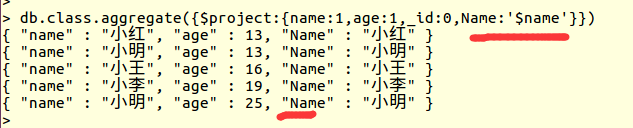 > db.class.aggregate({$project:{name:1,age:1,_id:0,Name:'$name'}})
{ "name" : "小红", "age" : 13, "Name" : "小红" }
{ "name" : "小明", "age" : 13, "Name" : "小明" }
{ "name" : "小王", "age" : 16, "Name" : "小王" }
{ "name" : "小李", "age" : 19, "Name" : "小李" }
{ "name" : "小明", "age" : 25, "Name" : "小明" }
>